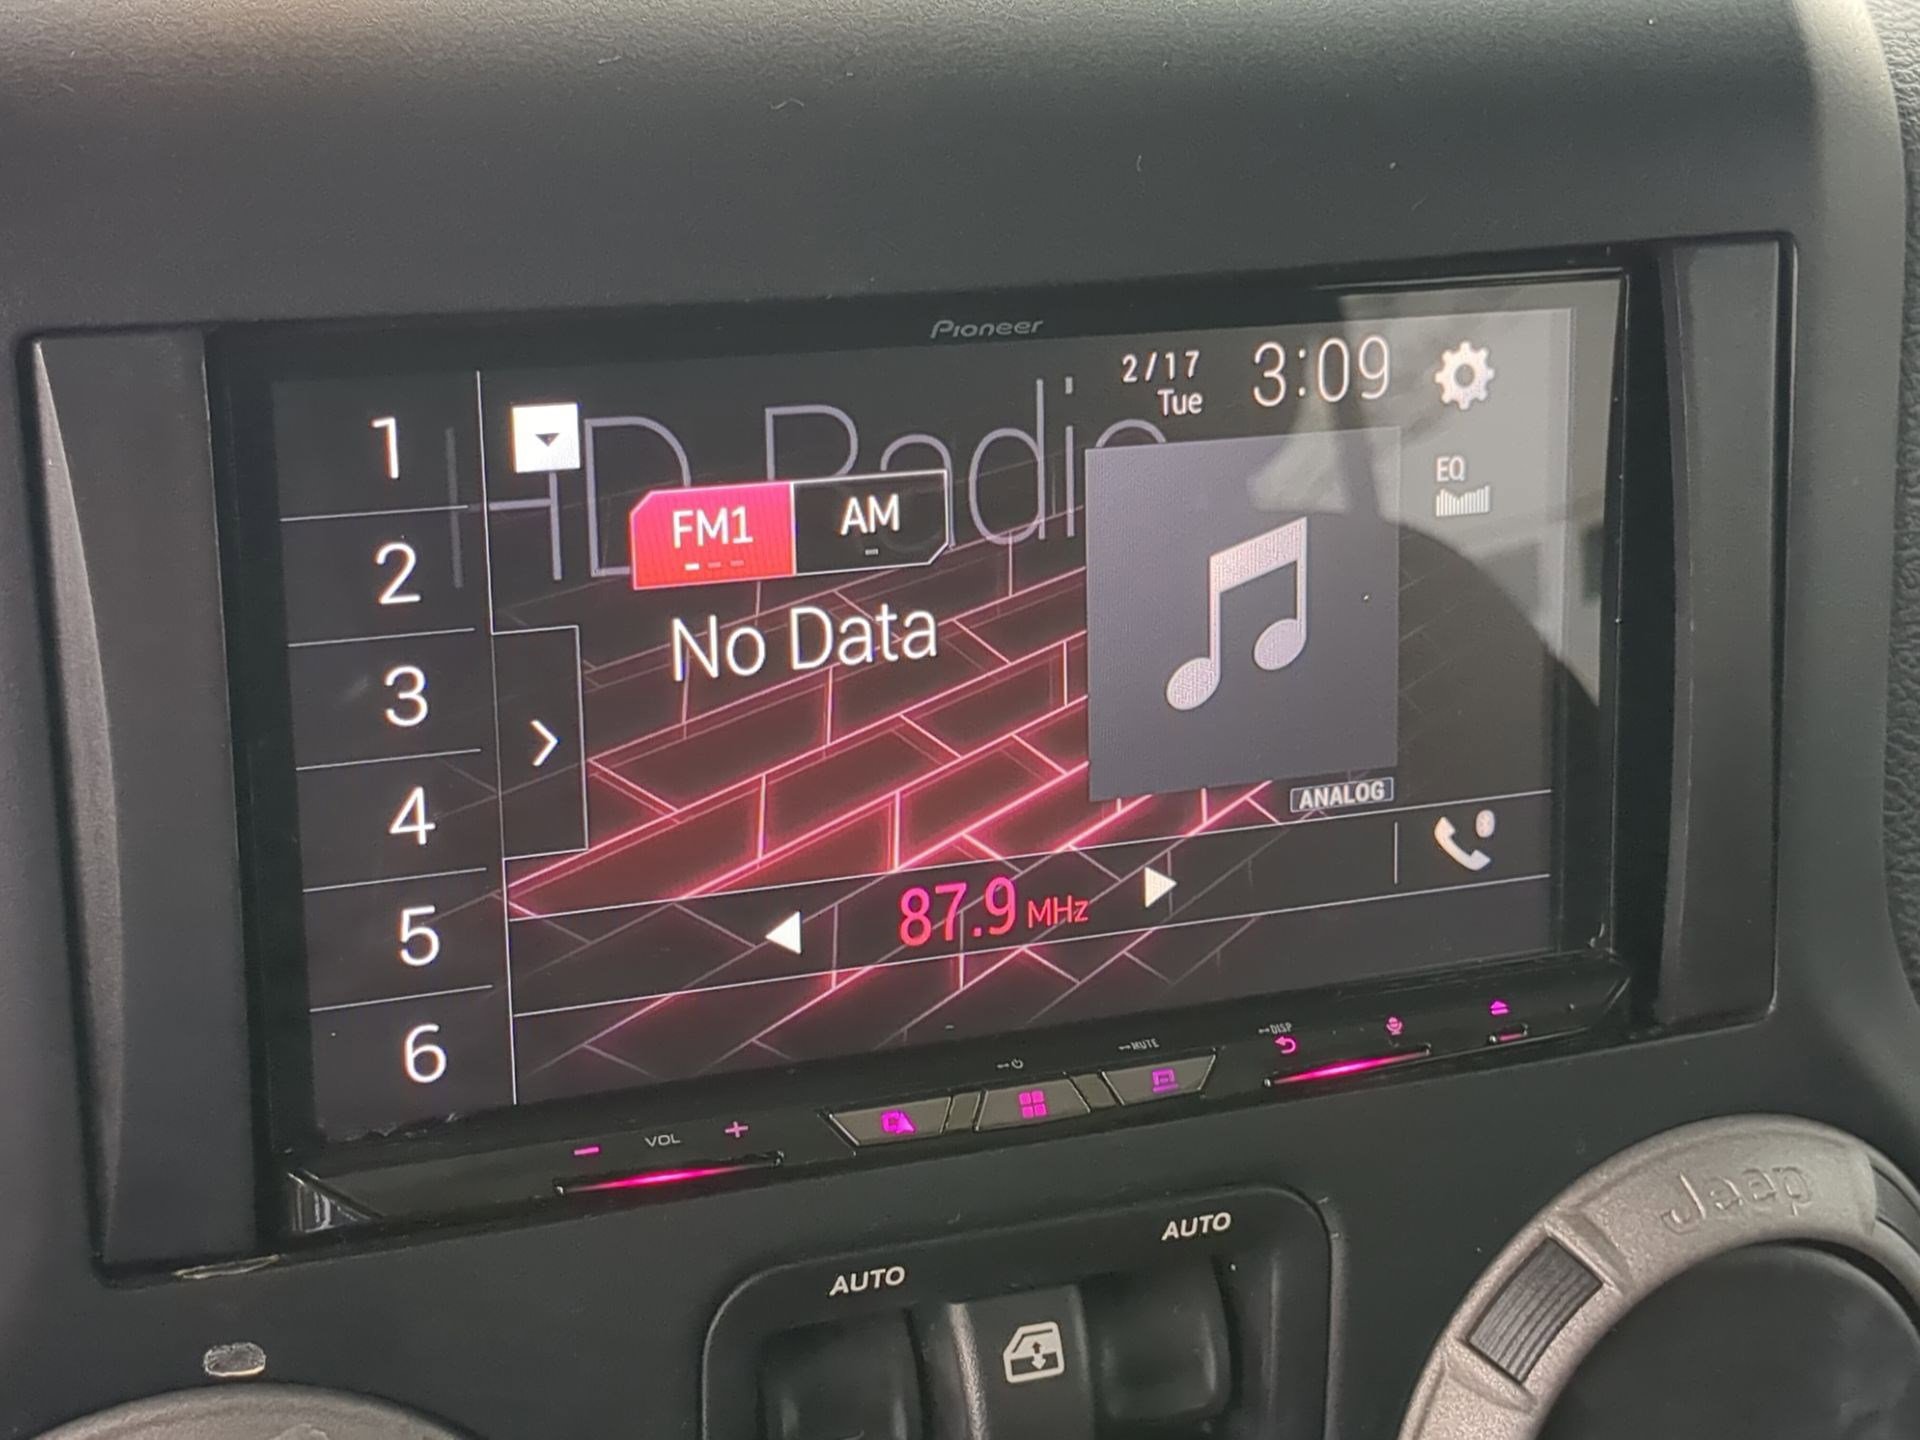 Pioneer
2/17
Tue
3:09
HD Radio
1
2
3
4
5
6
FM1
AM
EQ
No Data
ANALOG
87.9 MHz
VOL
MUTE
DISP
AUTO
AUTO
Jeep